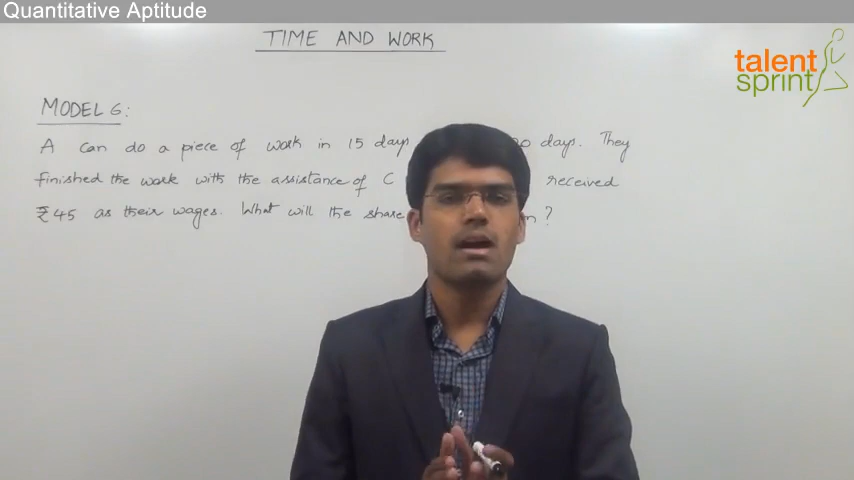 Quantitative Aptitude
TIME AND WORK
talent
sprint
MODEL 6:
A can do a piece of work in 15 days days. They
finished the work with the assistance of C received
₹45 as their wages. What will the share ?